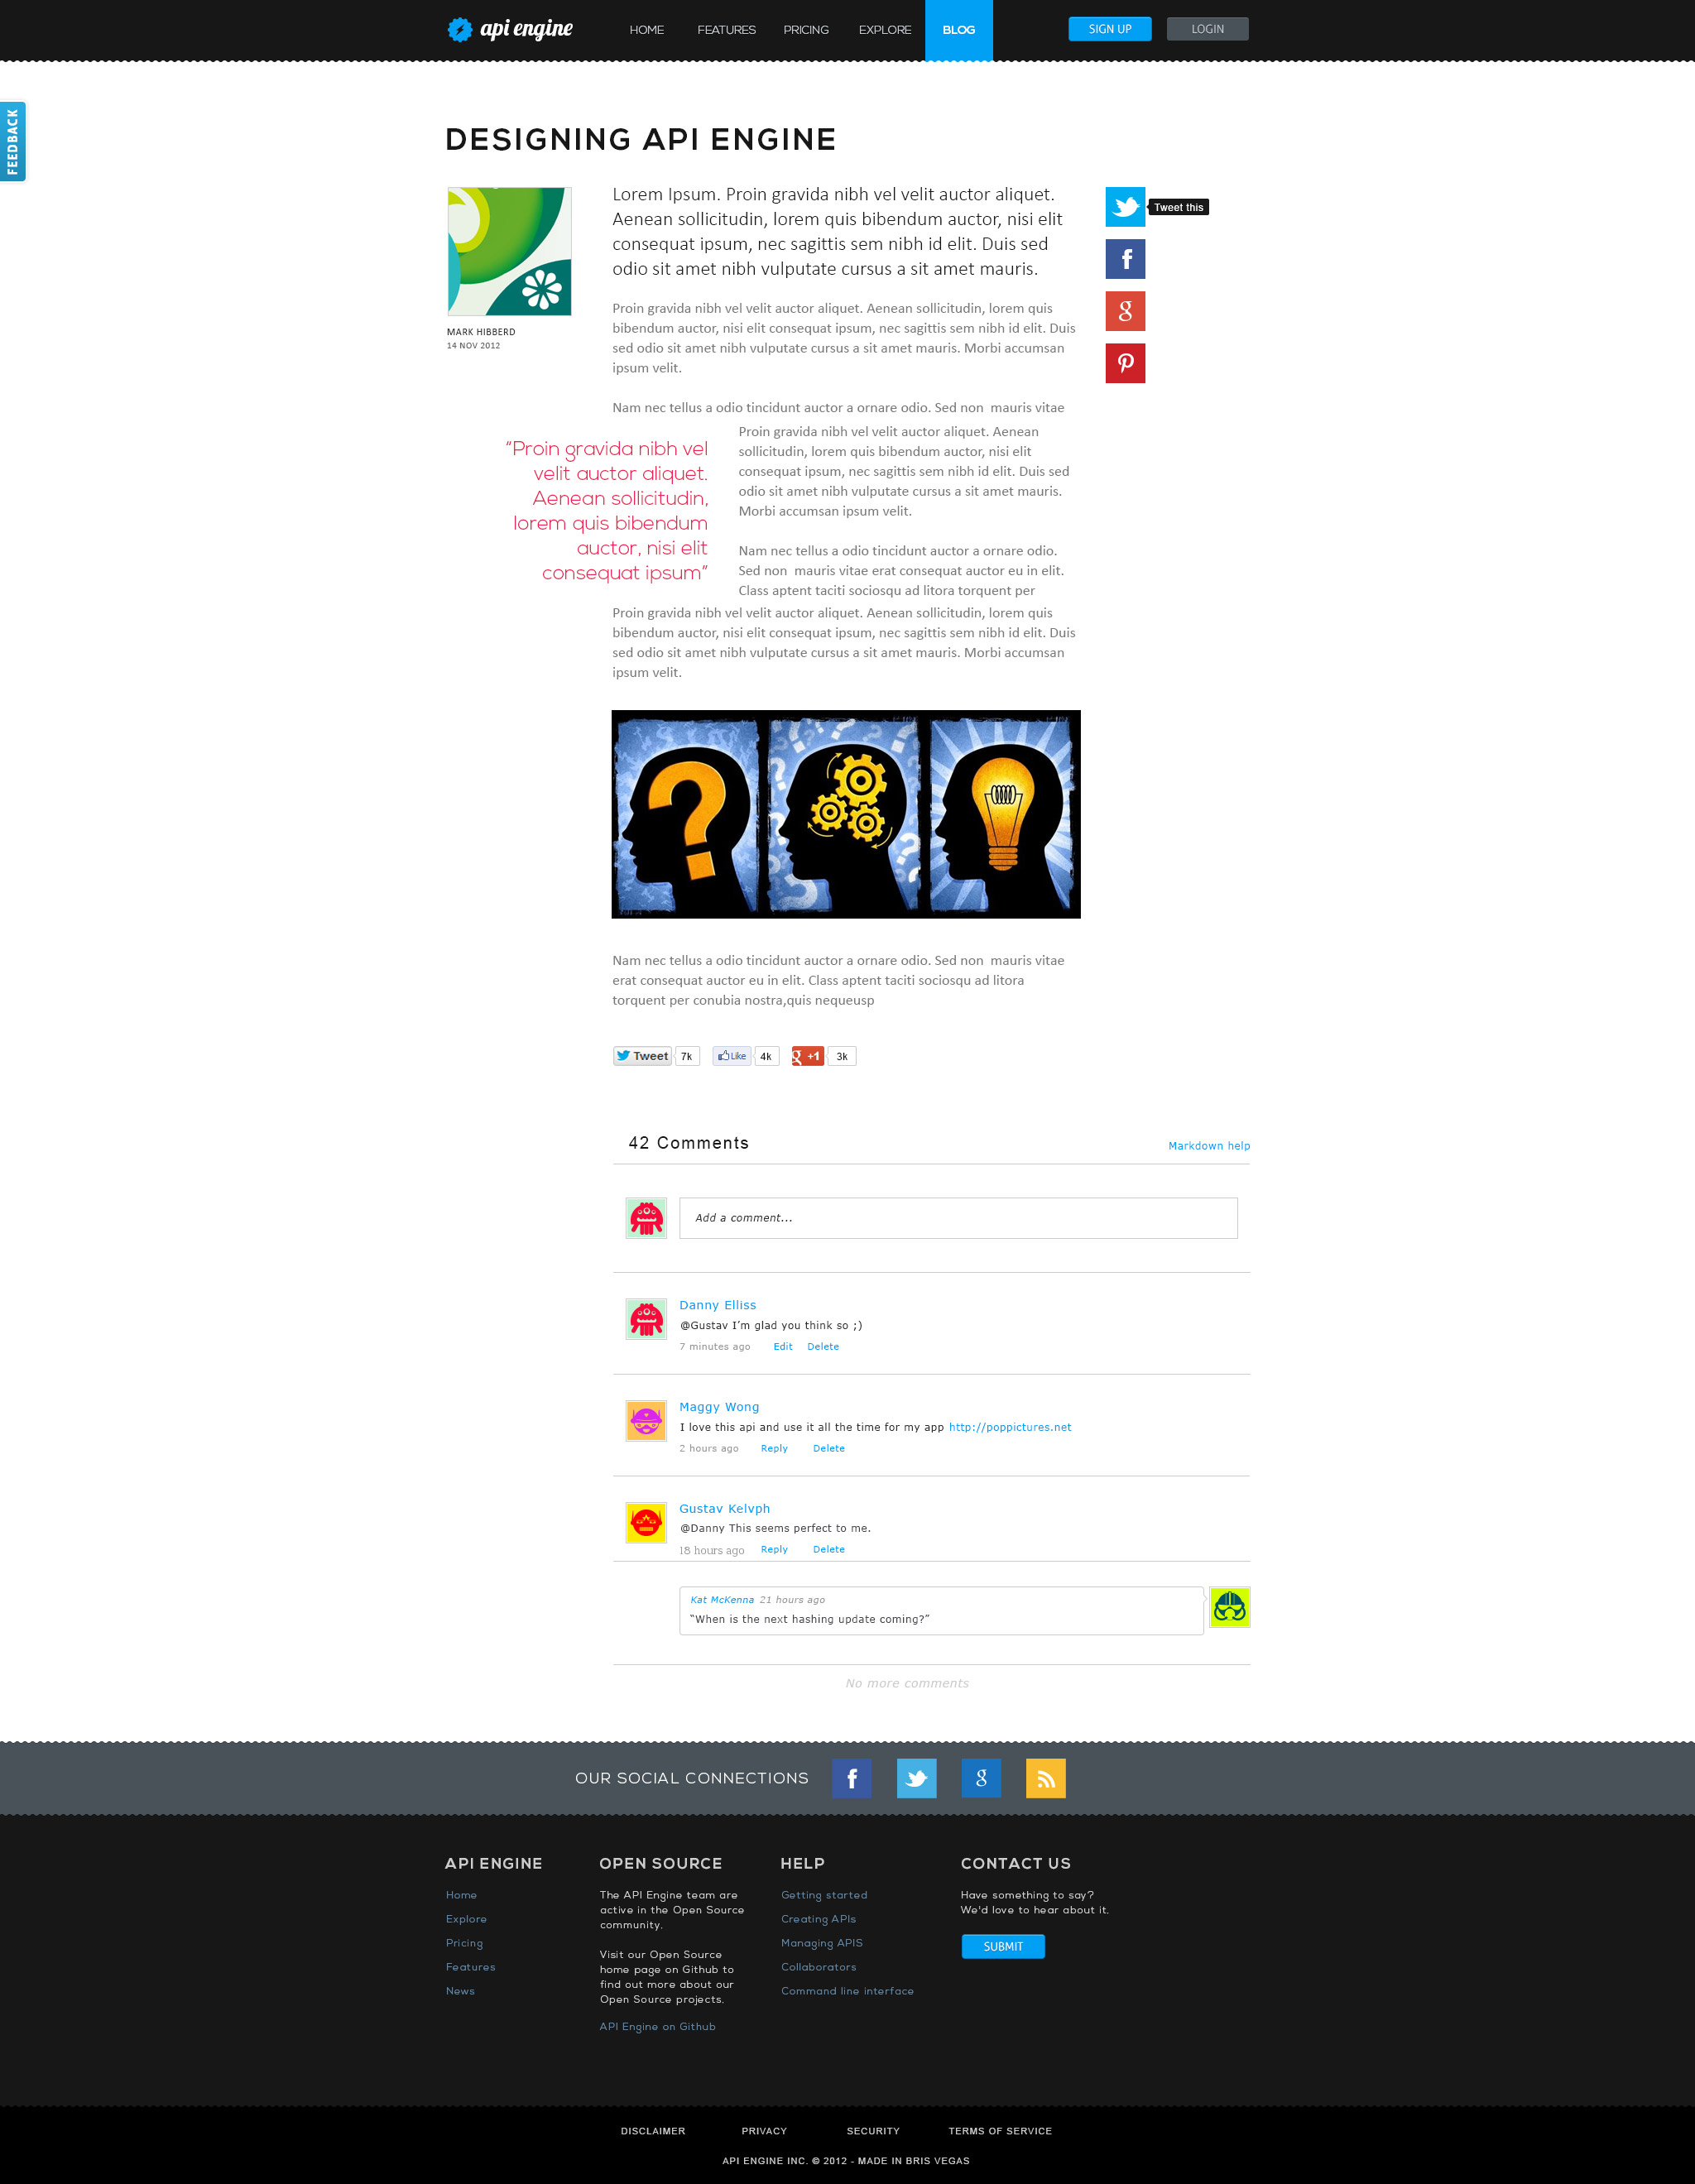 api engine
HOME
FEATURES
PRICING
EXPLORE
BLOG
SIGN UP
LOGIN
FEEDBACK
DESIGNING API ENGINE
MARK HIBBERD
14 NOV 2012
Lorem Ipsum. Proin gravida nibh vel velit auctor aliquet.
Aenean sollicitudin, lorem quis bibendum auctor, nisi elit
consequat ipsum, nec sagittis sem nibh id elit. Duis sed
odio sit amet nibh vulputate cursus a sit amet mauris.
Tweet this
Proin gravida nibh vel velit auctor aliquet. Aenean sollicitudin, lorem quis
bibendum auctor, nisi elit consequat ipsum, nec sagittis sem nibh id elit. Duis
sed odio sit amet nibh vulputate cursus a sit amet mauris. Morbi accumsan
ipsum velit.
Nam nec tellus a odio tincidunt auctor a ornare odio. Sed non  mauris vitae
“Proin gravida nibh vel
velit auctor aliquet.
Aenean sollicitudin,
lorem quis bibendum
auctor, nisi elit
consequat ipsum”
Proin gravida nibh vel velit auctor aliquet. Aenean
sollicitudin, lorem quis bibendum auctor, nisi elit
consequat ipsum, nec sagittis sem nibh id elit. Duis sed
odio sit amet nibh vulputate cursus a sit amet mauris.
Morbi accumsan ipsum velit.
Nam nec tellus a odio tincidunt auctor a ornare odio.
Sed non  mauris vitae erat consequat auctor eu in elit.
Class aptent taciti sociosqu ad litora torquent per
Proin gravida nibh vel velit auctor aliquet. Aenean sollicitudin, lorem quis
bibendum auctor, nisi elit consequat ipsum, nec sagittis sem nibh id elit. Duis
sed odio sit amet nibh vulputate cursus a sit amet mauris. Morbi accumsan
ipsum velit.
Nam nec tellus a odio tincidunt auctor a ornare odio. Sed non  mauris vitae
erat consequat auctor eu in elit. Class aptent taciti sociosqu ad litora
torquent per conubia nostra,quis nequeusp
Tweet 7k
Like 4k
g +1 3k
42 Comments
Markdown help
Add a comment...
Danny Elliss
@Gustav I’m glad you think so ;)
7 minutes ago Edit Delete
Maggy Wong
I love this api and use it all the time for my app http://poppictures.net
2 hours ago Reply Delete
Gustav Kelvph
@Danny This seems perfect to me.
18 hours ago Reply Delete
Kat McKenna 21 hours ago
“When is the next hashing update coming?”
No more comments
OUR SOCIAL CONNECTIONS
API ENGINE
Home
Explore
Pricing
Features
News
OPEN SOURCE
The API Engine team are
active in the Open Source
community.
Visit our Open Source
home page on Github to
find out more about our
Open Source projects.
API Engine on Github
HELP
Getting started
Creating APIs
Managing APIS
Collaborators
Command line interface
CONTACT US
Have something to say?
We'd love to hear about it.
SUBMIT
DISCLAIMER
PRIVACY
SECURITY
TERMS OF SERVICE
API ENGINE INC. © 2012 - MADE IN BRIS VEGAS